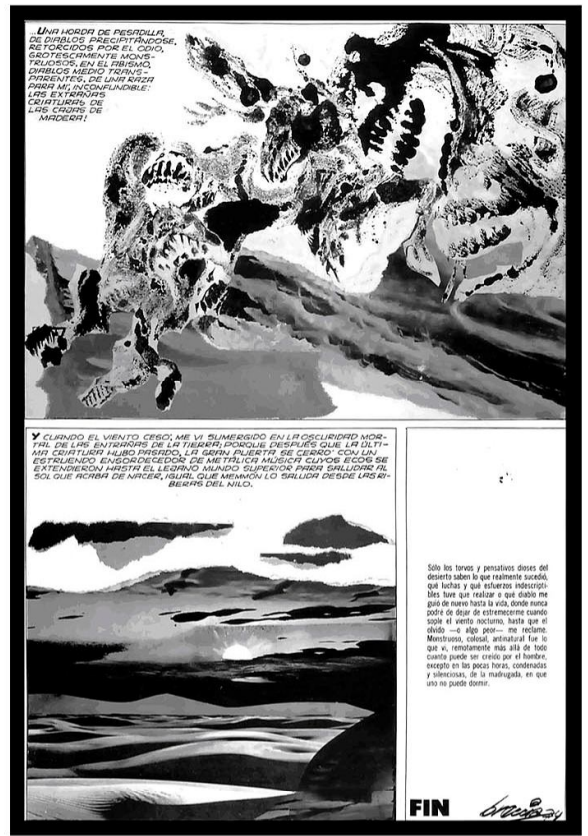 ...UNA HORDA DE PESADILLA,
DE DIABLOS PRECIPITÁNDOSE,
RETORCIDOS POR EL ODIO,
GROTESCAMENTE MONS-
TRUOSOS, EN EL ABISMO,
DIABLOS MEDIO TRANS-
PARENTES, DE UNA RAZA
PARA MÍ, INCONFUNDIBLE:
LAS EXTRAÑAS
CRIATURAS DE
LAS CAJAS DE
MADERA!
Y CUANDO EL VIENTO CESÓ, ME VI SUMERGIDO EN LA OSCURIDAD MOR-
TAL DE LAS ENTRAÑAS DE LA TIERRA; PORQUE DESPUÉS QUE LA ÚLTI-
MA CRIATURA HUBO PASADO, LA GRAN PUERTA SE CERRÓ CON UN
ESTRUENDO ENSORDECEDOR DE METÁLICA MÚSICA CUYOS ECOS SE
EXTENDIERON HASTA EL LEJANO MUNDO SUPERIOR PARA SALUDAR AL
SOL QUE ACABA DE NACER, IGUAL QUE MEMNÓN LO SALUDA DESDE LAS RI-
BERAS DEL NILO.
Sólo los torvos y pensativos dioses del
desierto saben lo que realmente sucedió,
qué luchas y qué esfuerzos indescripti-
bles tuve que realizar o qué diablo me
guió de nuevo hasta la vida, donde nunca
podré de dejar de estremecerme cuando
sople el viento nocturno, hasta que el
olvido —o algo peor— me reclame.
Monstruoso, colosal, antinatural fue lo
que vi, remotamente más allá de todo
cuanto puede ser creído por el hombre,
excepto en las pocas horas, condenadas
y silenciosas, de la madrugada, en que
uno no puede dormir.
FIN